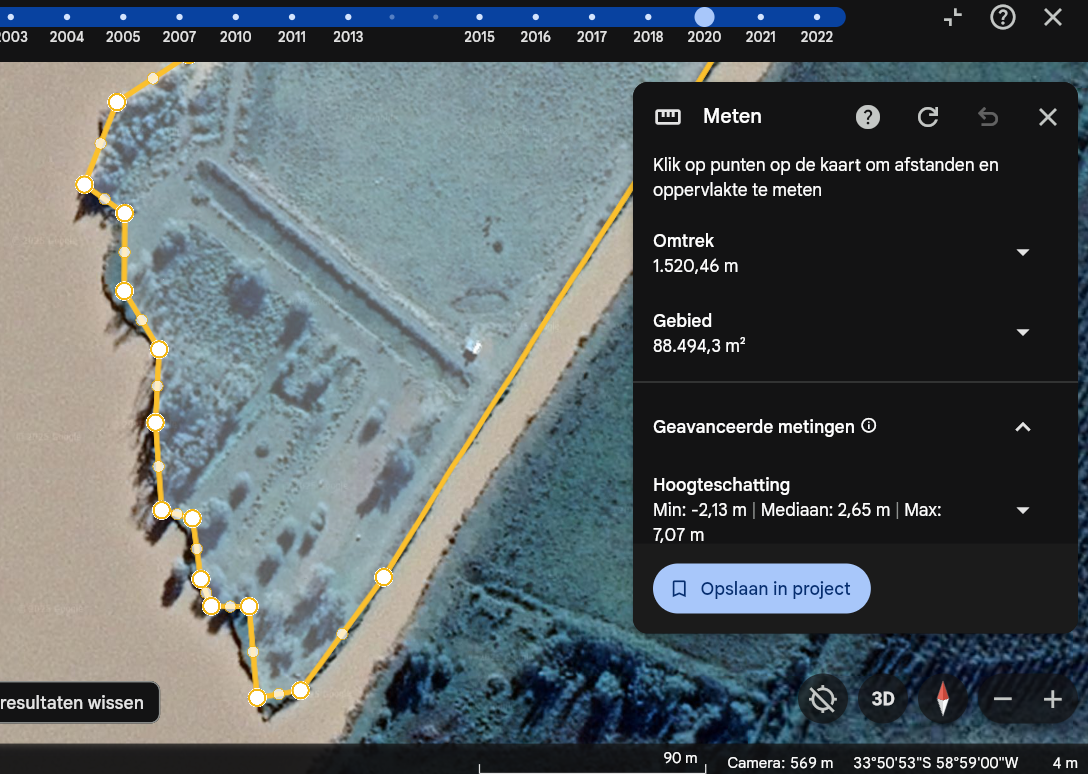 2003 2004 2005 2007 2010 2011 2013 2015 2016 2017 2018 2020 2021 2022
Meten
Klik op punten op de kaart om afstanden en
oppervlakte te meten
Omtrek
1.520,46 m
Gebied
88.494,3 m²
Geavanceerde metingen
Hoogteschatting
Min: -2,13 m | Mediaan: 2,65 m | Max:
7,07 m
Opslaan in project
resultaten wissen
3D
90 m
Camera: 569 m 33°50'53"S 58°59'00"W 4 m